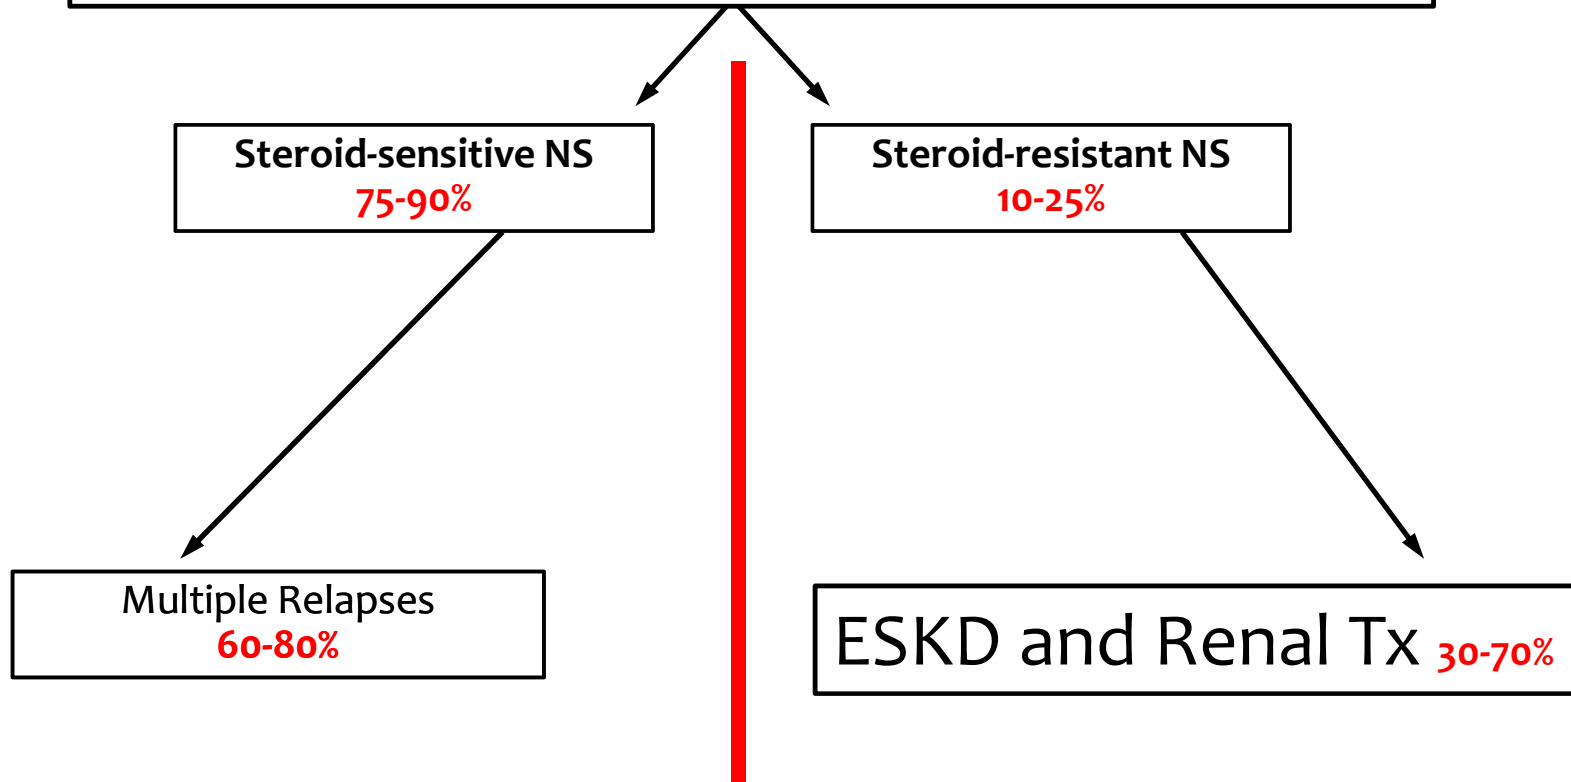 Steroid-sensitive NS
75-90%
Steroid-resistant NS
10-25%
Multiple Relapses
60-80%
ESKD and Renal Tx 30-70%